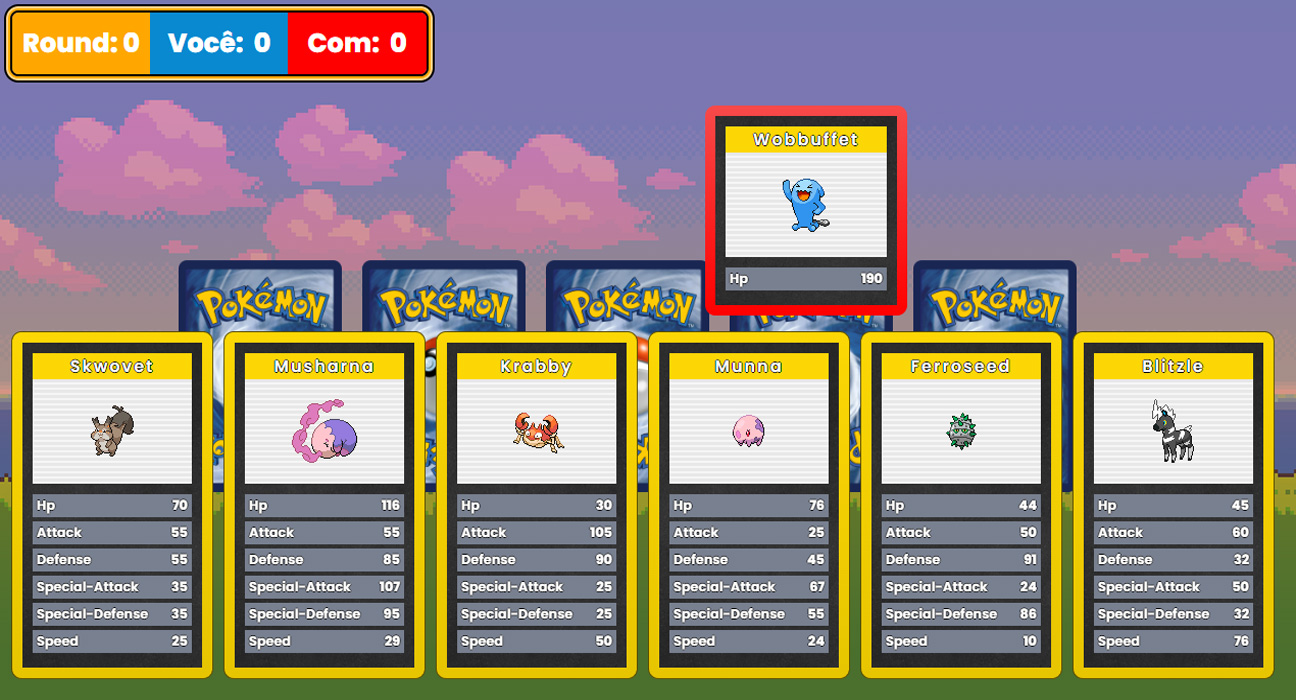 Round: 0 Você: 0 Com: 0
Wobbuffet
Hp 190
POKéMON POKéMON POKéMON POKéMON
Skwovet
Hp 70
Attack 55
Defense 55
Special-Attack 35
Special-Defense 35
Speed 25
Musharna
Hp 116
Attack 55
Defense 85
Special-Attack 107
Special-Defense 95
Speed 29
Krabby
Hp 30
Attack 105
Defense 90
Special-Attack 25
Special-Defense 25
Speed 50
Munna
Hp 76
Attack 25
Defense 45
Special-Attack 67
Special-Defense 55
Speed 24
Ferroseed
Hp 44
Attack 50
Defense 91
Special-Attack 24
Special-Defense 86
Speed 10
Blitzle
Hp 45
Attack 60
Defense 32
Special-Attack 50
Special-Defense 32
Speed 76